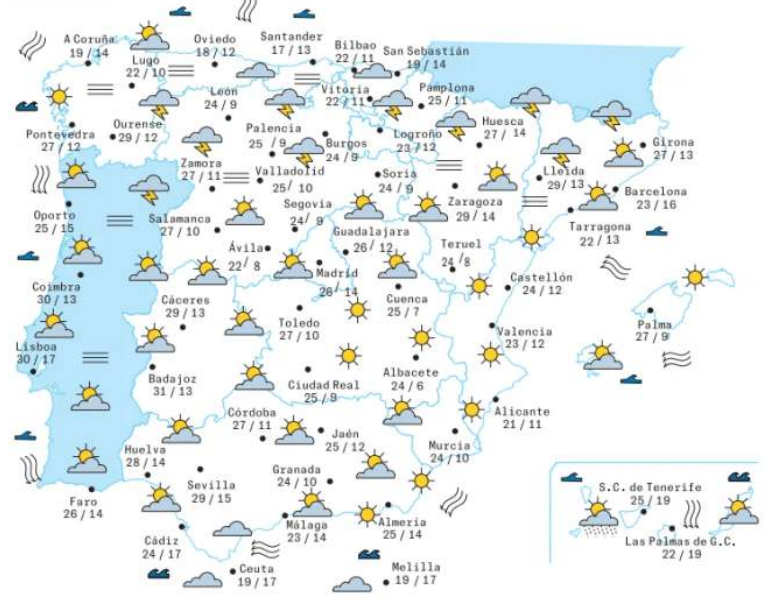 A Coruña
19/14
Lugo
22/10
Oviedo
18/12
Santander
17/13
Bilbao
22/11
San Sebastián
19/14
Vitoria
22/11
Pamplona
25/11
León
24/9
Pontevedra
27/12
Ourense
29/12
Palencia
25/9
Burgos
24/9
Logroño
23/12
Huesca
27/14
Girona
27/13
Zamora
27/11
Valladolid
25/10
Soria
24/9
Lleida
29/13
Barcelona
23/16
Oporto
25/15
Salamanca
27/10
Segovia
24/9
Zaragoza
29/14
Tarragona
22/13
Ávila
22/8
Guadalajara
26/12
Teruel
24/8
Madrid
26/14
Coimbra
30/13
Cáceres
29/13
Cuenca
25/7
Castellón
24/12
Toledo
27/10
Palma
27/9
Lisboa
30/17
Valencia
23/12
Badajoz
31/13
Ciudad Real
25/9
Albacete
24/6
Córdoba
27/11
Alicante
21/11
Jaén
25/12
Murcia
24/10
Huelva
28/14
Sevilla
29/15
Granada
24/10
Faro
26/14
Málaga
23/14
Almería
25/14
Cádiz
24/17
Ceuta
19/17
Melilla
19/17
S.C. de Tenerife
25/19
Las Palmas de G.C.
22/19